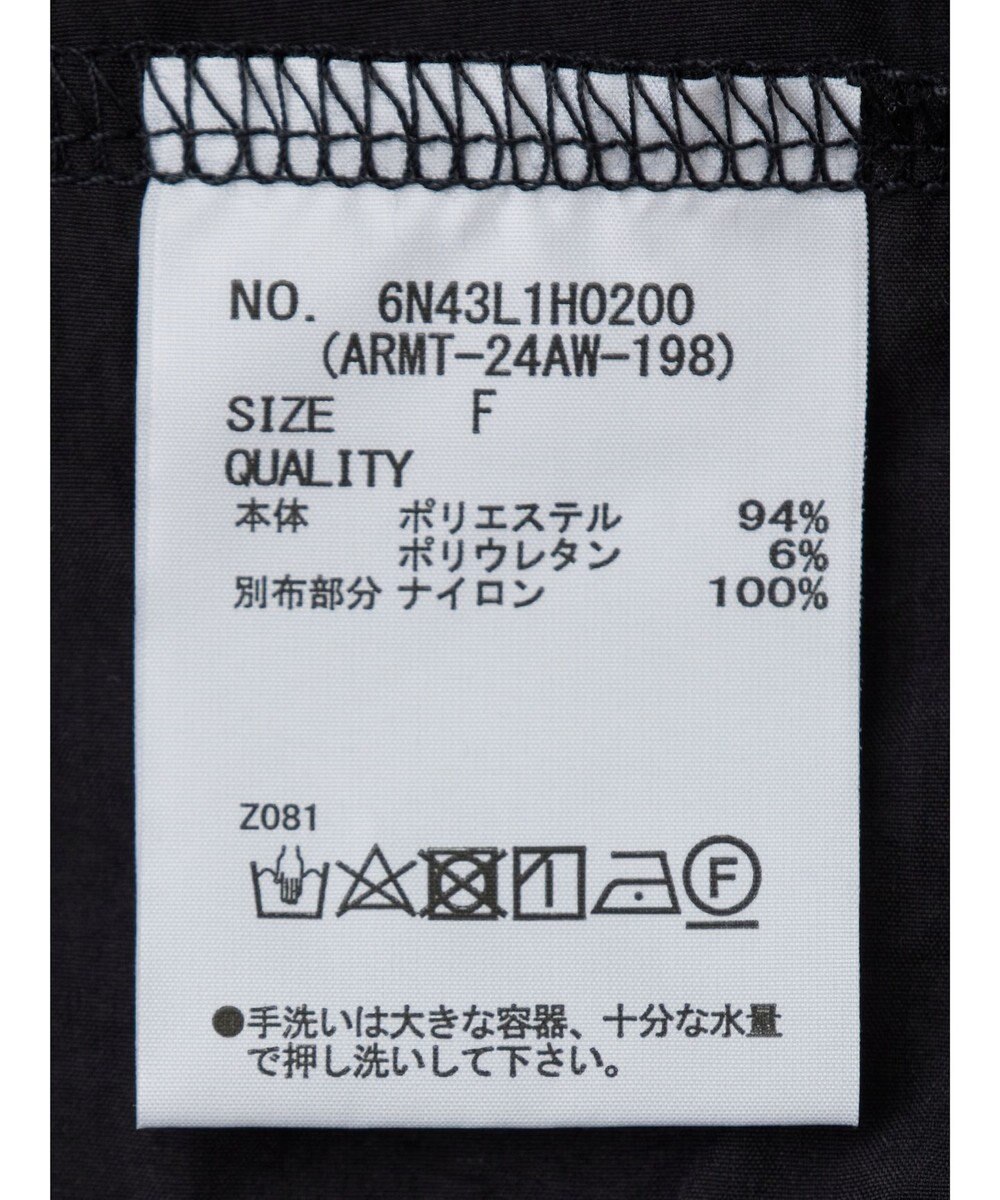 NO. 6N43L1H0200
(ARMT-24AW-198)
SIZE F
QUALITY
本体 ポリエステル 94%
ポリウレタン 6%
別布部分 ナイロン 100%
Z081
F
●手洗いは大きな容器、十分な水量
で押し洗いして下さい。